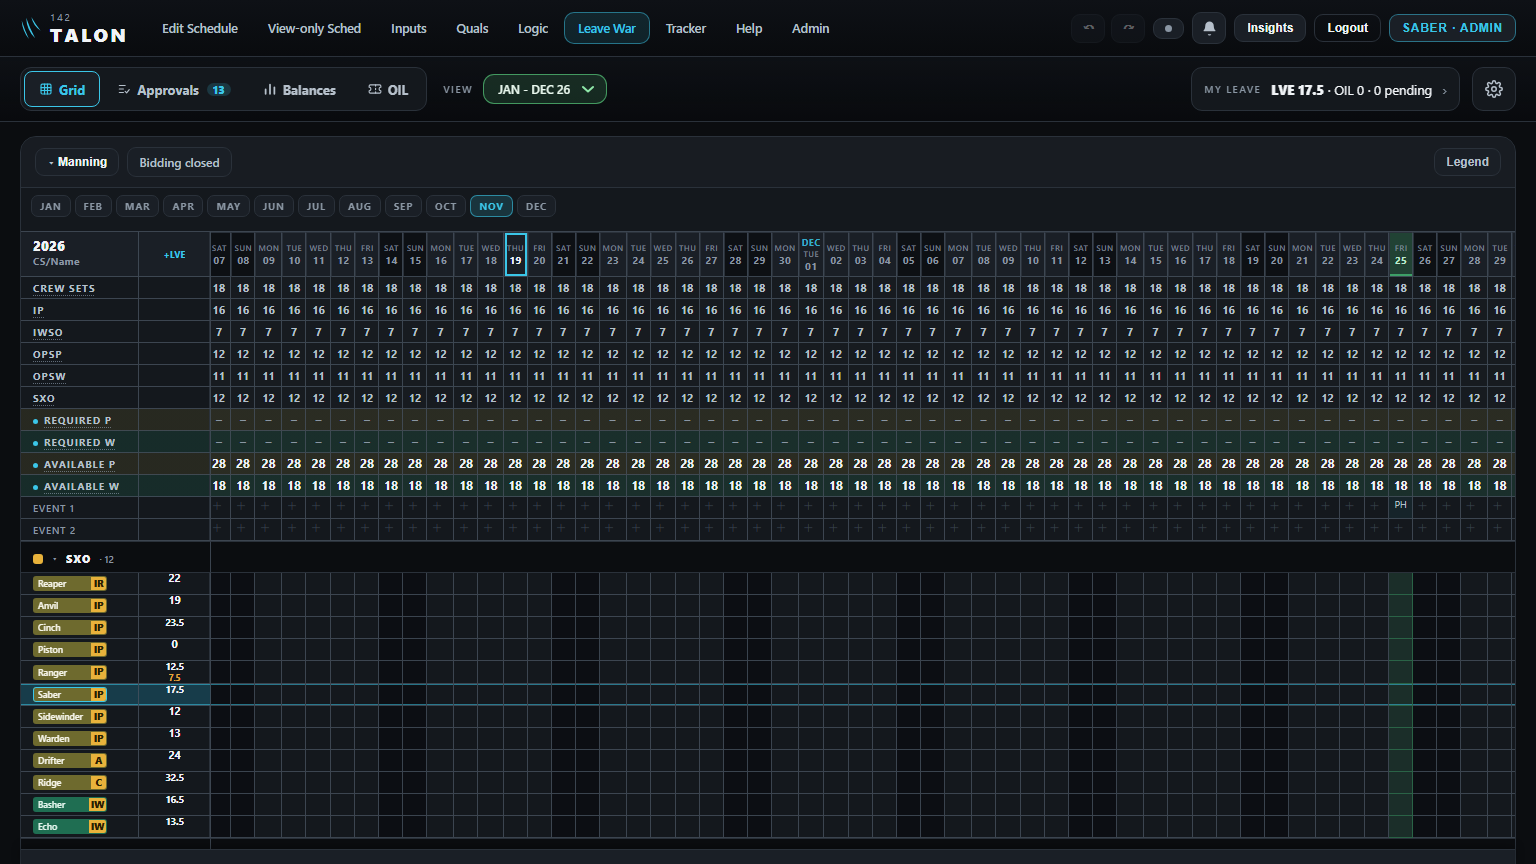 142
TALON
Edit Schedule View-only Sched Inputs Quals Logic Leave War Tracker Help Admin
Insights Logout SABER · ADMIN
Grid Approvals 13 Balances OIL VIEW JAN - DEC 26
MY LEAVE LVE 17.5 · OIL 0 · 0 pending ›
Manning Bidding closed Legend
JAN FEB MAR APR MAY JUN JUL AUG SEP OCT NOV DEC
2026
CS/Name
+LVE
DEC
SAT SUN MON TUE WED THU FRI SAT SUN MON TUE WED THU FRI SAT SUN MON TUE WED THU FRI SAT SUN MON TUE WED THU FRI SAT SUN MON TUE WED THU FRI SAT SUN MON TUE WED THU FRI SAT SUN MON TUE WED THU FRI SAT SUN MON TUE
07 08 09 10 11 12 13 14 15 16 17 18 19 20 21 22 23 24 25 26 27 28 29 30 01 02 03 04 05 06 07 08 09 10 11 12 13 14 15 16 17 18 19 20 21 22 23 24 25 26 27 28 29
CREW SETS 18 18 18 18 18 18 18 18 18 18 18 18 18 18 18 18 18 18 18 18 18 18 18 18 18 18 18 18 18 18 18 18 18 18 18 18 18 18 18 18 18 18 18 18 18 18 18 18 18 18 18 18 18
IP 16 16 16 16 16 16 16 16 16 16 16 16 16 16 16 16 16 16 16 16 16 16 16 16 16 16 16 16 16 16 16 16 16 16 16 16 16 16 16 16 16 16 16 16 16 16 16 16 16 16 16 16 16
IWSO 7 7 7 7 7 7 7 7 7 7 7 7 7 7 7 7 7 7 7 7 7 7 7 7 7 7 7 7 7 7 7 7 7 7 7 7 7 7 7 7 7 7 7 7 7 7 7 7 7 7 7 7 7
OPSP 12 12 12 12 12 12 12 12 12 12 12 12 12 12 12 12 12 12 12 12 12 12 12 12 12 12 12 12 12 12 12 12 12 12 12 12 12 12 12 12 12 12 12 12 12 12 12 12 12 12 12 12 12
OPSW 11 11 11 11 11 11 11 11 11 11 11 11 11 11 11 11 11 11 11 11 11 11 11 11 11 11 11 11 11 11 11 11 11 11 11 11 11 11 11 11 11 11 11 11 11 11 11 11 11 11 11 11 11
SXO 12 12 12 12 12 12 12 12 12 12 12 12 12 12 12 12 12 12 12 12 12 12 12 12 12 12 12 12 12 12 12 12 12 12 12 12 12 12 12 12 12 12 12 12 12 12 12 12 12 12 12 12 12
REQUIRED P – – – – – – – – – – – – – – – – – – – – – – – – – – – – – – – – – – – – – – – – – – – – – – – – – – – – –
REQUIRED W – – – – – – – – – – – – – – – – – – – – – – – – – – – – – – – – – – – – – – – – – – – – – – – – – – – – –
AVAILABLE P 28 28 28 28 28 28 28 28 28 28 28 28 28 28 28 28 28 28 28 28 28 28 28 28 28 28 28 28 28 28 28 28 28 28 28 28 28 28 28 28 28 28 28 28 28 28 28 28 28 28 28 28 28
AVAILABLE W 18 18 18 18 18 18 18 18 18 18 18 18 18 18 18 18 18 18 18 18 18 18 18 18 18 18 18 18 18 18 18 18 18 18 18 18 18 18 18 18 18 18 18 18 18 18 18 18 18 18 18 18 18
EVENT 1 + + + + + + + + + + + + + + + + + + + + + + + + + + + + + + + + + + + + + + + + + + + + + + + + PH + + + +
EVENT 2 + + + + + + + + + + + + + + + + + + + + + + + + + + + + + + + + + + + + + + + + + + + + + + + + + + + + +
SXO · 12
Reaper IR 22
Anvil IP 19
Cinch IP 23.5
Piston IP 0
Ranger IP 12.5
7.5
Saber IP 17.5
Sidewinder IP 12
Warden IP 13
Drifter A 24
Ridge C 32.5
Basher IW 16.5
Echo IW 13.5